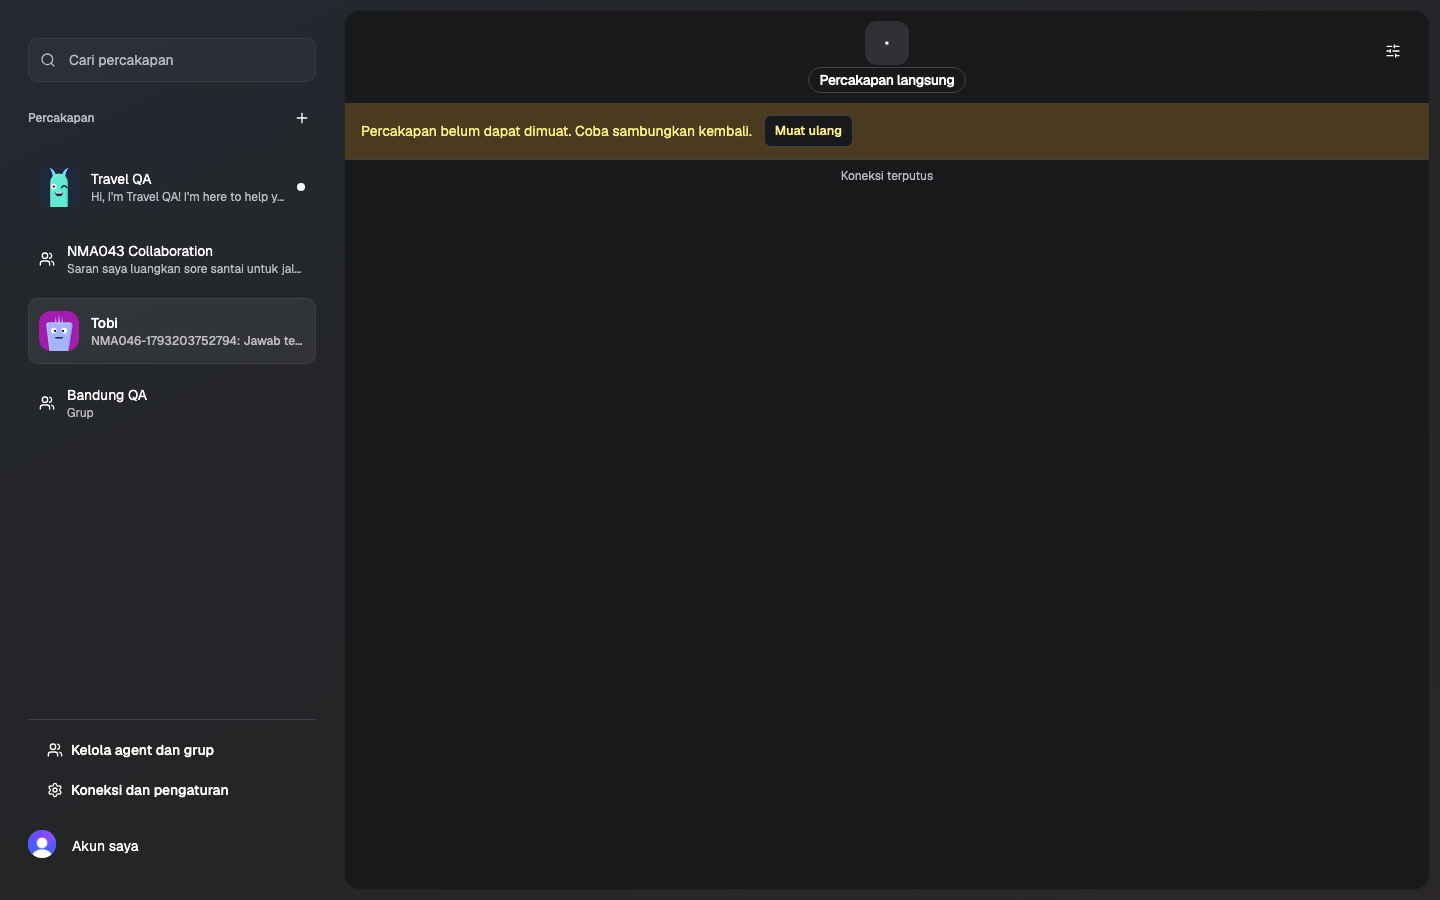 Cari percakapan
Percakapan
Travel QA
Hi, I'm Travel QA! I'm here to help y...
NMA043 Collaboration
Saran saya luangkan sore santai untuk jal...
Tobi
NMA046-1793203752794: Jawab te...
Bandung QA
Grup
Kelola agent dan grup
Koneksi dan pengaturan
Akun saya
Percakapan langsung
Percakapan belum dapat dimuat. Coba sambungkan kembali.
Muat ulang
Koneksi terputus